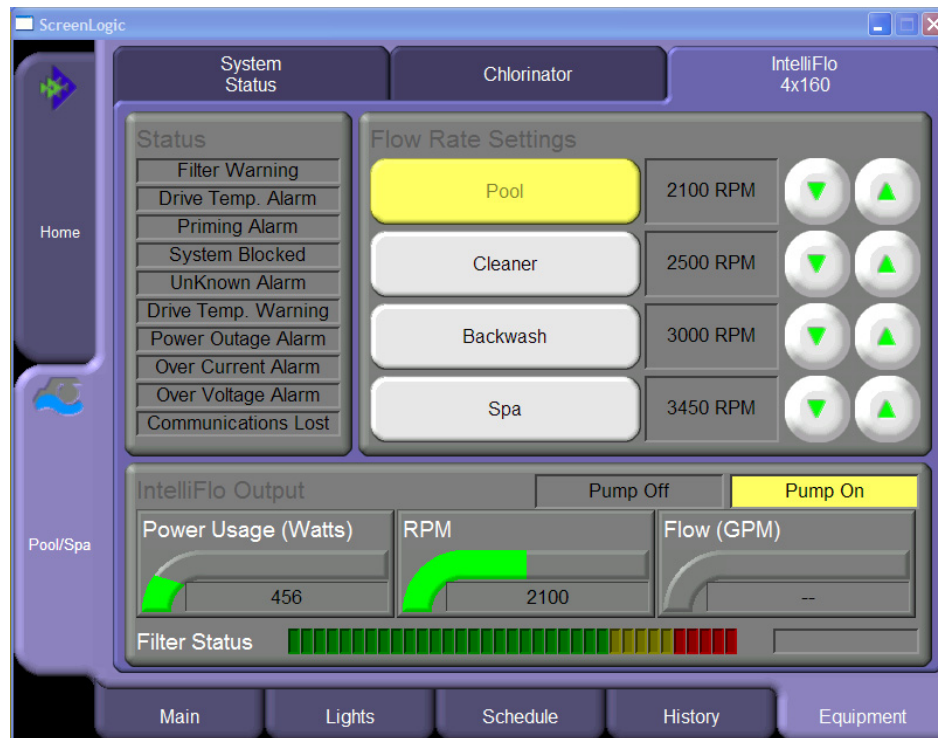 ScreenLogic
System
Status
Chlorinator
IntelliFlo
4x160
Home
Pool/Spa
Status
Filter Warning
Drive Temp. Alarm
Priming Alarm
System Blocked
UnKnown Alarm
Drive Temp. Warning
Power Outage Alarm
Over Current Alarm
Over Voltage Alarm
Communications Lost
Flow Rate Settings
Pool 2100 RPM
Cleaner 2500 RPM
Backwash 3000 RPM
Spa 3450 RPM
IntelliFlo Output
Pump Off
Pump On
Power Usage (Watts)
456
RPM
2100
Flow (GPM)
--
Filter Status
Main
Lights
Schedule
History
Equipment